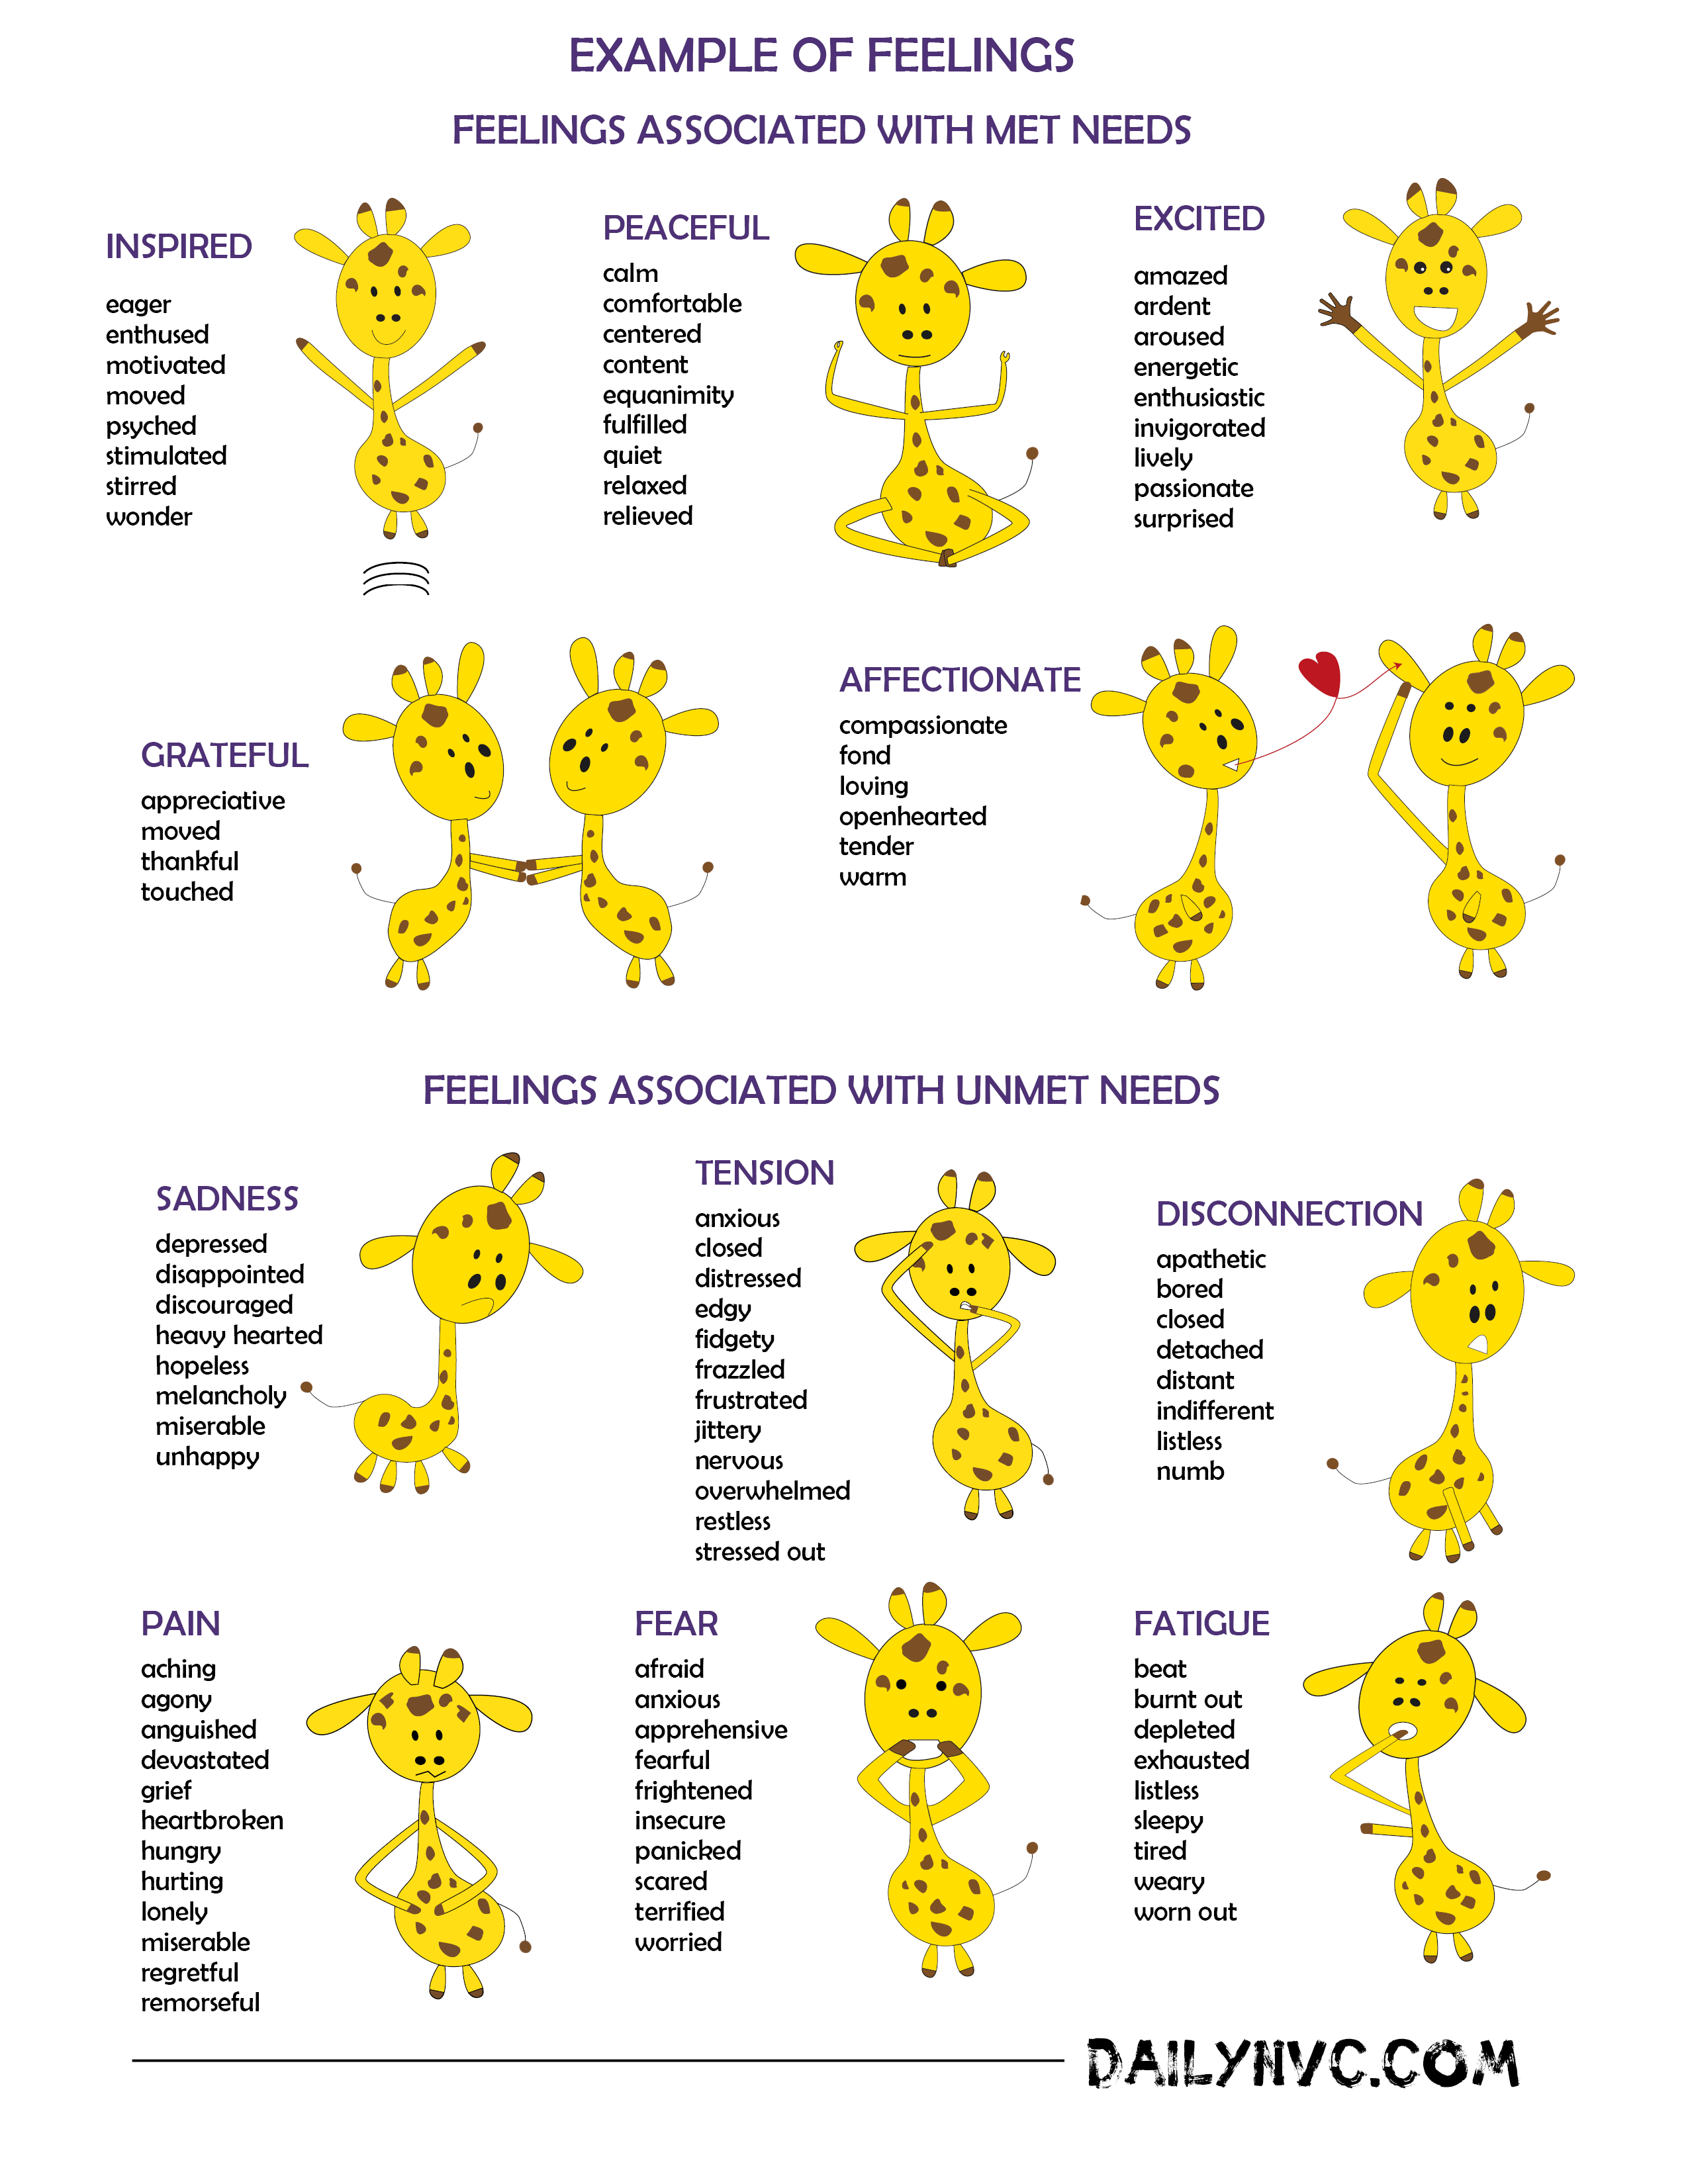 EXAMPLE OF FEELINGS
FEELINGS ASSOCIATED WITH MET NEEDS
INSPIRED
eager
enthused
motivated
moved
psyched
stimulated
stirred
wonder
PEACEFUL
calm
comfortable
centered
content
equanimity
fulfilled
quiet
relaxed
relieved
EXCITED
amazed
ardent
aroused
energetic
enthusiastic
invigorated
lively
passionate
surprised
GRATEFUL
appreciative
moved
thankful
touched
AFFECTIONATE
compassionate
fond
loving
openhearted
tender
warm
FEELINGS ASSOCIATED WITH UNMET NEEDS
SADNESS
depressed
disappointed
discouraged
heavy hearted
hopeless
melancholy
miserable
unhappy
TENSION
anxious
closed
distressed
edgy
fidgety
frazzled
frustrated
jittery
nervous
overwhelmed
restless
stressed out
DISCONNECTION
apathetic
bored
closed
detached
distant
indifferent
listless
numb
PAIN
aching
agony
anguished
devastated
grief
heartbroken
hungry
hurting
lonely
miserable
regretful
remorseful
FEAR
afraid
anxious
apprehensive
fearful
frightened
insecure
panicked
scared
terrified
worried
FATIGUE
beat
burnt out
depleted
exhausted
listless
sleepy
tired
weary
worn out
DAILYNVC.COM